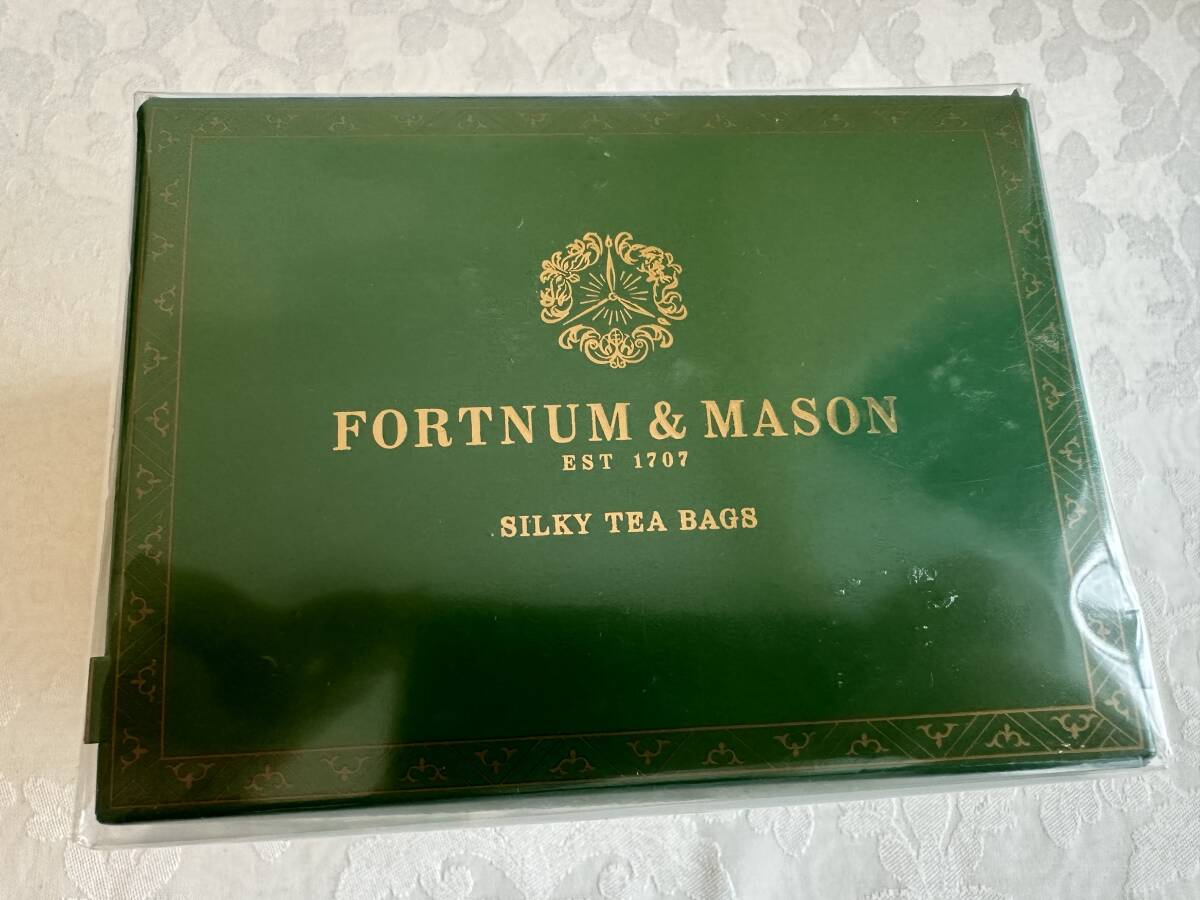 FORTNUM & MASON
EST 1707
SILKY TEA BAGS